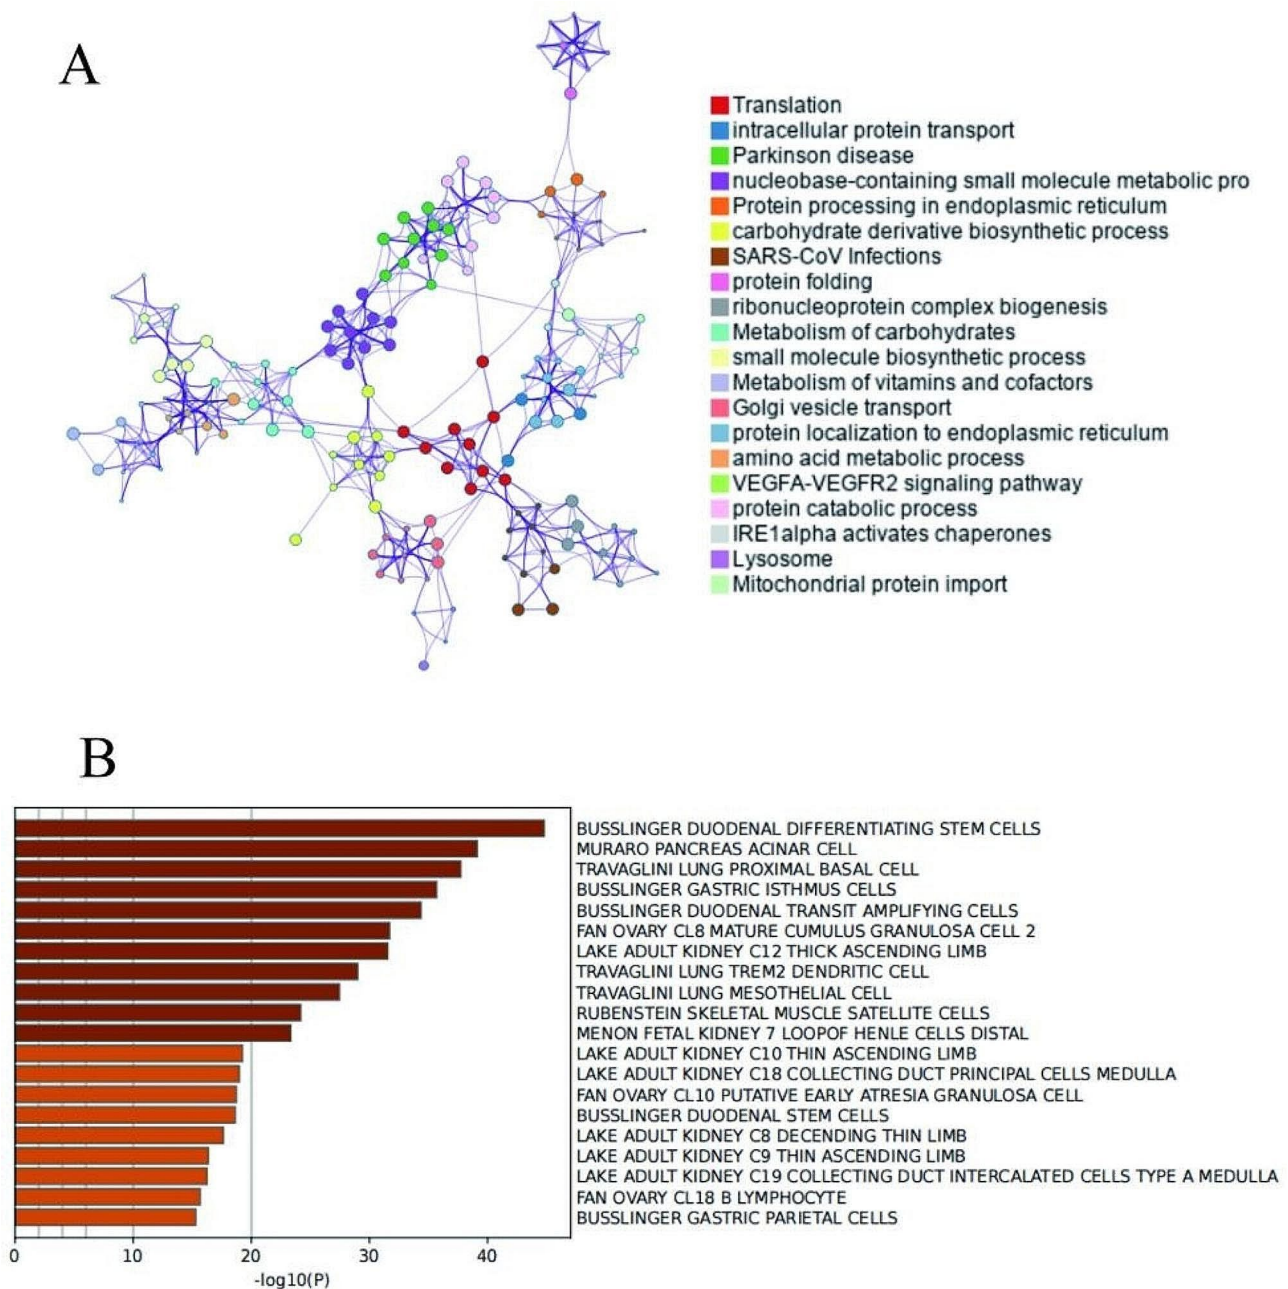 A
Translation
intracellular protein transport
Parkinson disease
nucleobase-containing small molecule metabolic pro
Protein processing in endoplasmic reticulum
carbohydrate derivative biosynthetic process
SARS-CoV Infections
protein folding
ribonucleoprotein complex biogenesis
Metabolism of carbohydrates
small molecule biosynthetic process
Metabolism of vitamins and cofactors
Golgi vesicle transport
protein localization to endoplasmic reticulum
amino acid metabolic process
VEGFA-VEGFR2 signaling pathway
protein catabolic process
IRE1alpha activates chaperones
Lysosome
Mitochondrial protein import
B
BUSSLINGER DUODENAL DIFFERENTIATING STEM CELLS
MURARO PANCREAS ACINAR CELL
TRAVAGLINI LUNG PROXIMAL BASAL CELL
BUSSLINGER GASTRIC ISTHMUS CELLS
BUSSLINGER DUODENAL TRANSIT AMPLIFYING CELLS
FAN OVARY CL8 MATURE CUMULUS GRANULOSA CELL 2
LAKE ADULT KIDNEY C12 THICK ASCENDING LIMB
TRAVAGLINI LUNG TREM2 DENDRITIC CELL
TRAVAGLINI LUNG MESOTHELIAL CELL
RUBENSTEIN SKELETAL MUSCLE SATELLITE CELLS
MENON FETAL KIDNEY 7 LOOPOF HENLE CELLS DISTAL
LAKE ADULT KIDNEY C10 THIN ASCENDING LIMB
LAKE ADULT KIDNEY C18 COLLECTING DUCT PRINCIPAL CELLS MEDULLA
FAN OVARY CL10 PUTATIVE EARLY ATRESIA GRANULOSA CELL
BUSSLINGER DUODENAL STEM CELLS
LAKE ADULT KIDNEY C8 DECENDING THIN LIMB
LAKE ADULT KIDNEY C9 THIN ASCENDING LIMB
LAKE ADULT KIDNEY C19 COLLECTING DUCT INTERCALATED CELLS TYPE A MEDULLA
FAN OVARY CL18 B LYMPHOCYTE
BUSSLINGER GASTRIC PARIETAL CELLS
0 10 20 30 40
-log10(P)